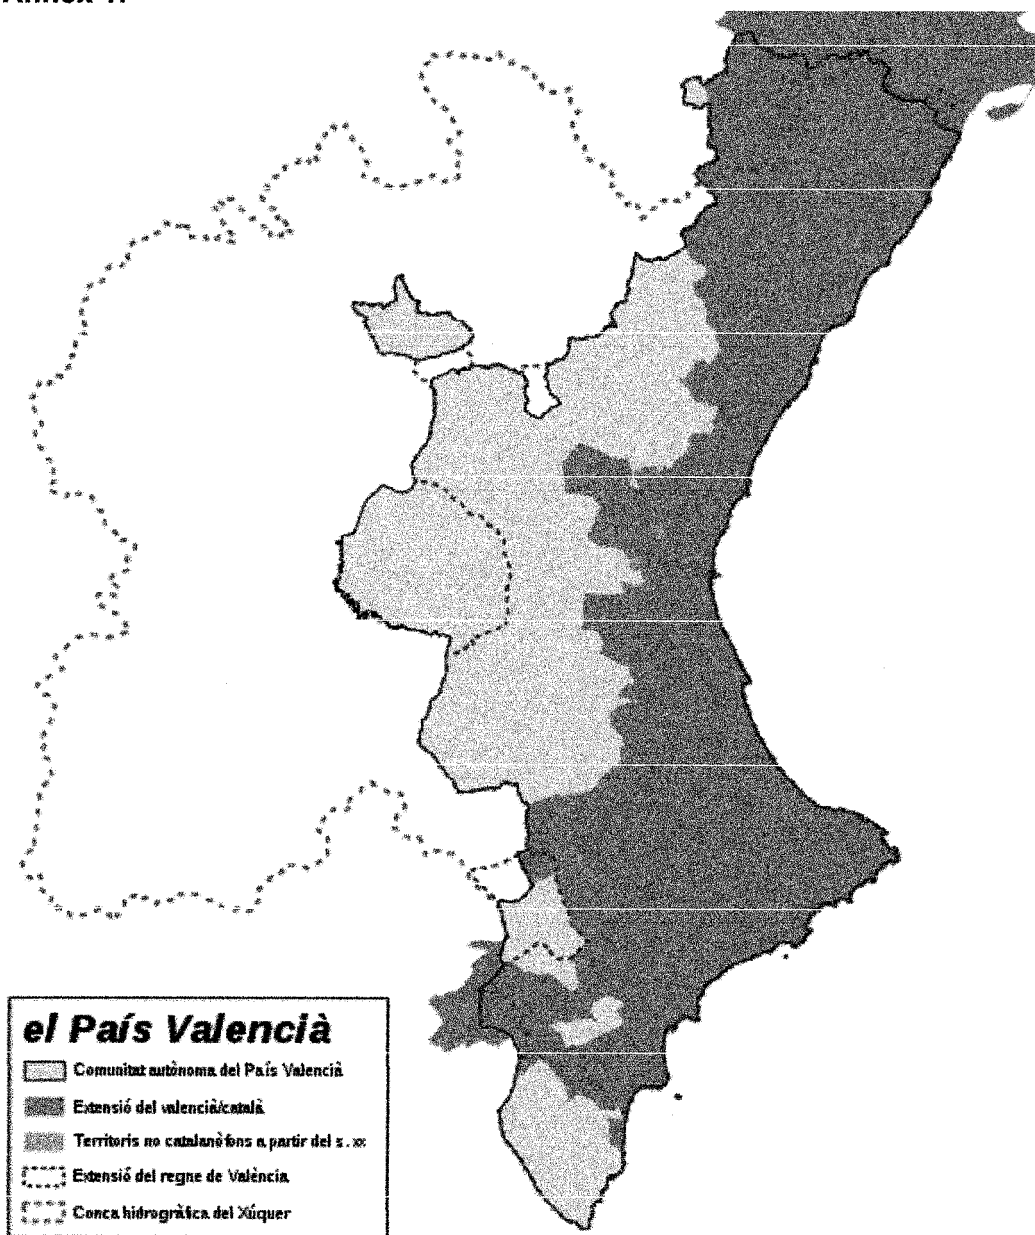 el País Valencià
Comunitat autònoma del País Valencià
Extensió del valencià/català
Territoris no catalanòfons a partir del s. xx
Extensió del regne de València
Conca hidrogràfica del Xúquer